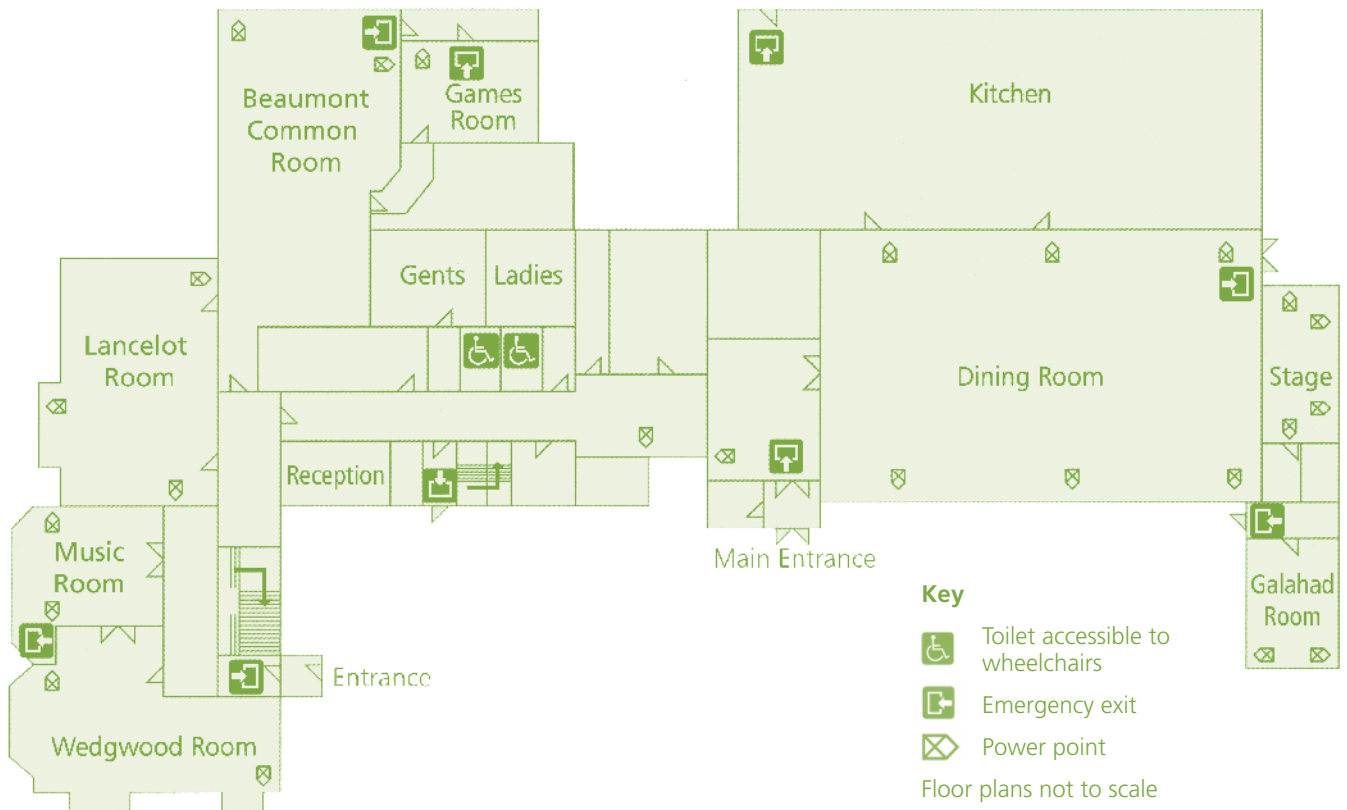 Beaumont
Common
Room
Games
Room
Kitchen
Gents
Ladies
Lancelot
Room
Dining Room
Stage
Reception
Music
Room
Main Entrance
Galahad
Room
Entrance
Wedgwood Room
Key
Toilet accessible to
wheelchairs
Emergency exit
Power point
Floor plans not to scale